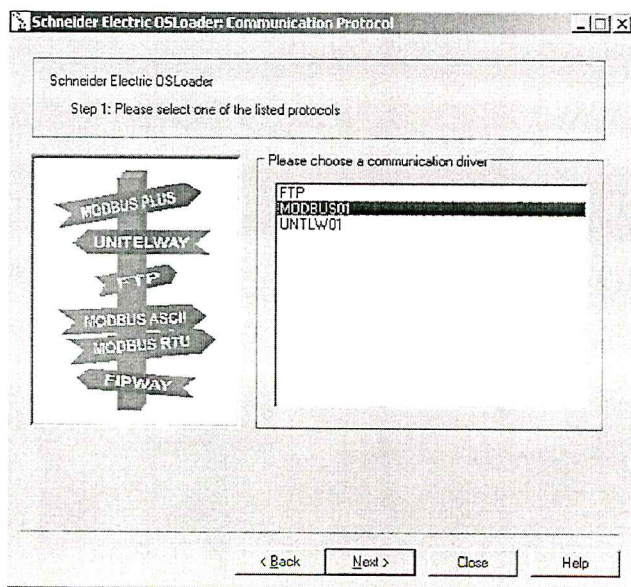 Schneider Electric OSLoader: Communication Protocol
Schneider Electric OSLoader
Step 1: Please select one of the listed protocols
MODBUS PLUS
UNITELWAY
FTP
MODBUS ASCII
MODBUS RTU
FIPWAY
Please choose a communication driver
FTP
MODBUS01
UNTLW01
< Back
Next >
Close
Help